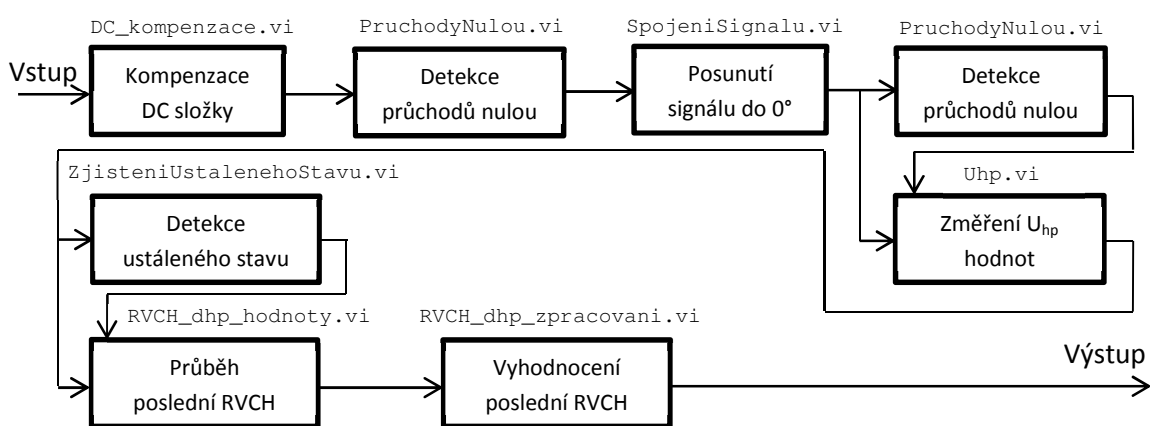 DC_kompenzace.vi
PruchodyNulou.vi
SpojeniSignalu.vi
PruchodyNulou.vi
Vstup
Kompenzace
DC složky
Detekce
průchodů nulou
Posunutí
signálu do 0°
Detekce
průchodů nulou
ZjisteniUstalenehoStavu.vi
Uhp.vi
Detekce
ustáleného stavu
Změření Uhp
hodnot
RVCH_dhp_hodnoty.vi
RVCH_dhp_zpracovani.vi
Průběh
poslední RVCH
Vyhodnocení
poslední RVCH
Výstup